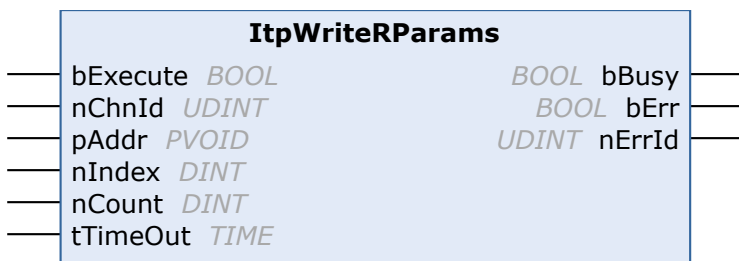 ItpWriteRParams
bExecute BOOL BOOL bBusy
nChnId UDINT BOOL bErr
pAddr PVOID UDINT nErrId
nIndex DINT
nCount DINT
tTimeOut TIME